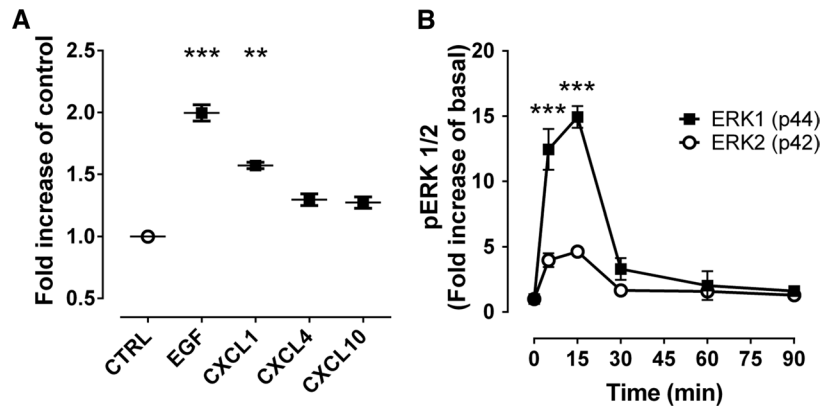 A
Fold increase of control
2.5
2.0
1.5
1.0
0.5
***
**
CTRL
EGF
CXCL1
CXCL4
CXCL10
B
pERK 1/2
(Fold increase of basal)
20
15
10
5
0
***
***
ERK1 (p44)
ERK2 (p42)
0 15 30 45 60 75 90
Time (min)